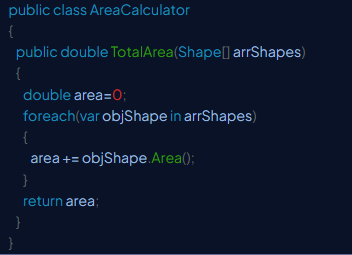 public class AreaCalculator
{
public double TotalArea(Shape[] arrShapes)
{
double area=0;
foreach(var objShape in arrShapes)
{
area += objShape.Area();
}
return area;
}
}